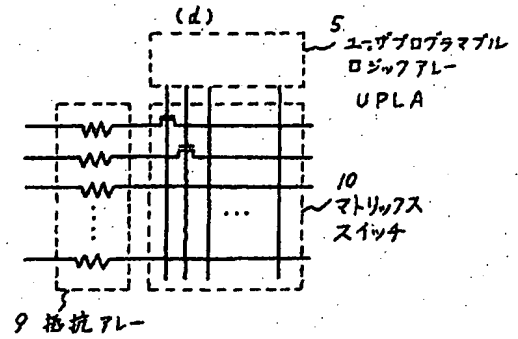 (d)
5
ユーザプログラマブル
ロジックアレー
UPLA
10
マトリックス
スイッチ
9 抵抗アレー